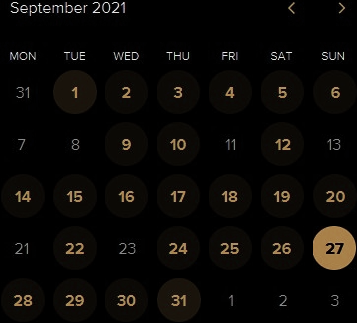 September 2021
MON TUE WED THU FRI SAT SUN
31 1 2 3 4 5 6
7 8 9 10 11 12 13
14 15 16 17 18 19 20
21 22 23 24 25 26 27
28 29 30 31 1 2 3